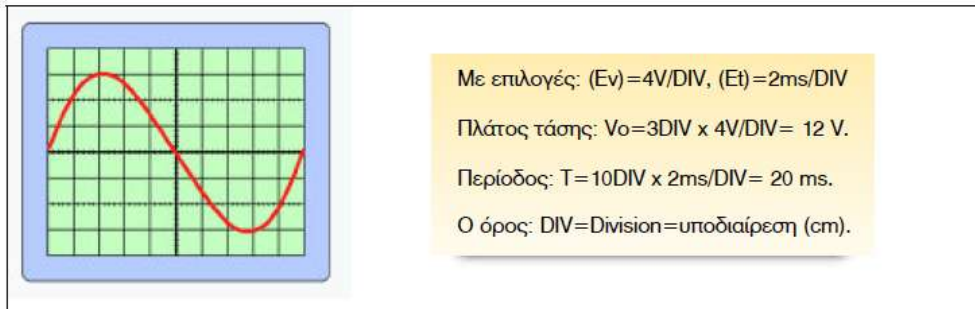 Με επιλογές: (Εv)=4V/DIV, (Et)=2ms/DIV
Πλάτος τάσης: Vo=3DIV x 4V/DIV= 12 V.
Περίοδος: T=10DIV x 2ms/DIV= 20 ms.
Ο όρος: DIV=Division=υποδιαίρεση (cm).